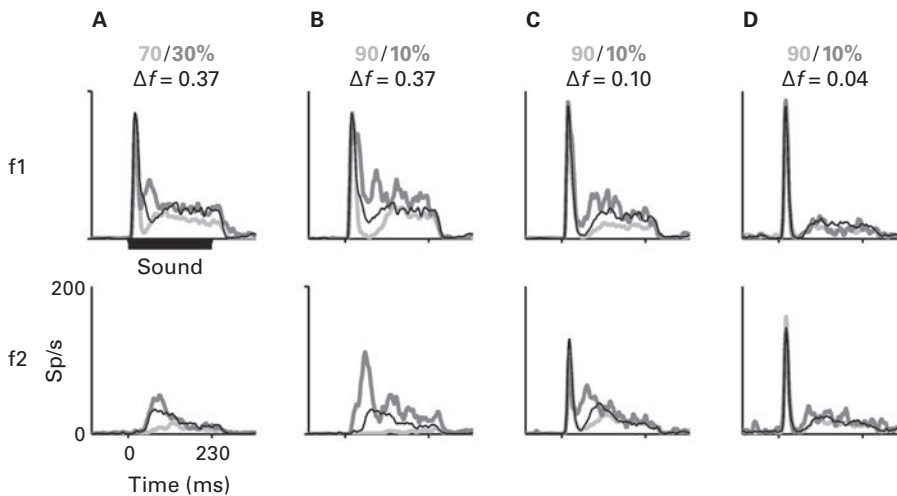 A B C D
70/30% 90/10% 90/10% 90/10%
Δf = 0.37 Δf = 0.37 Δf = 0.10 Δf = 0.04
f1
Sound
200
f2
Sp/s
0
0 230
Time (ms)